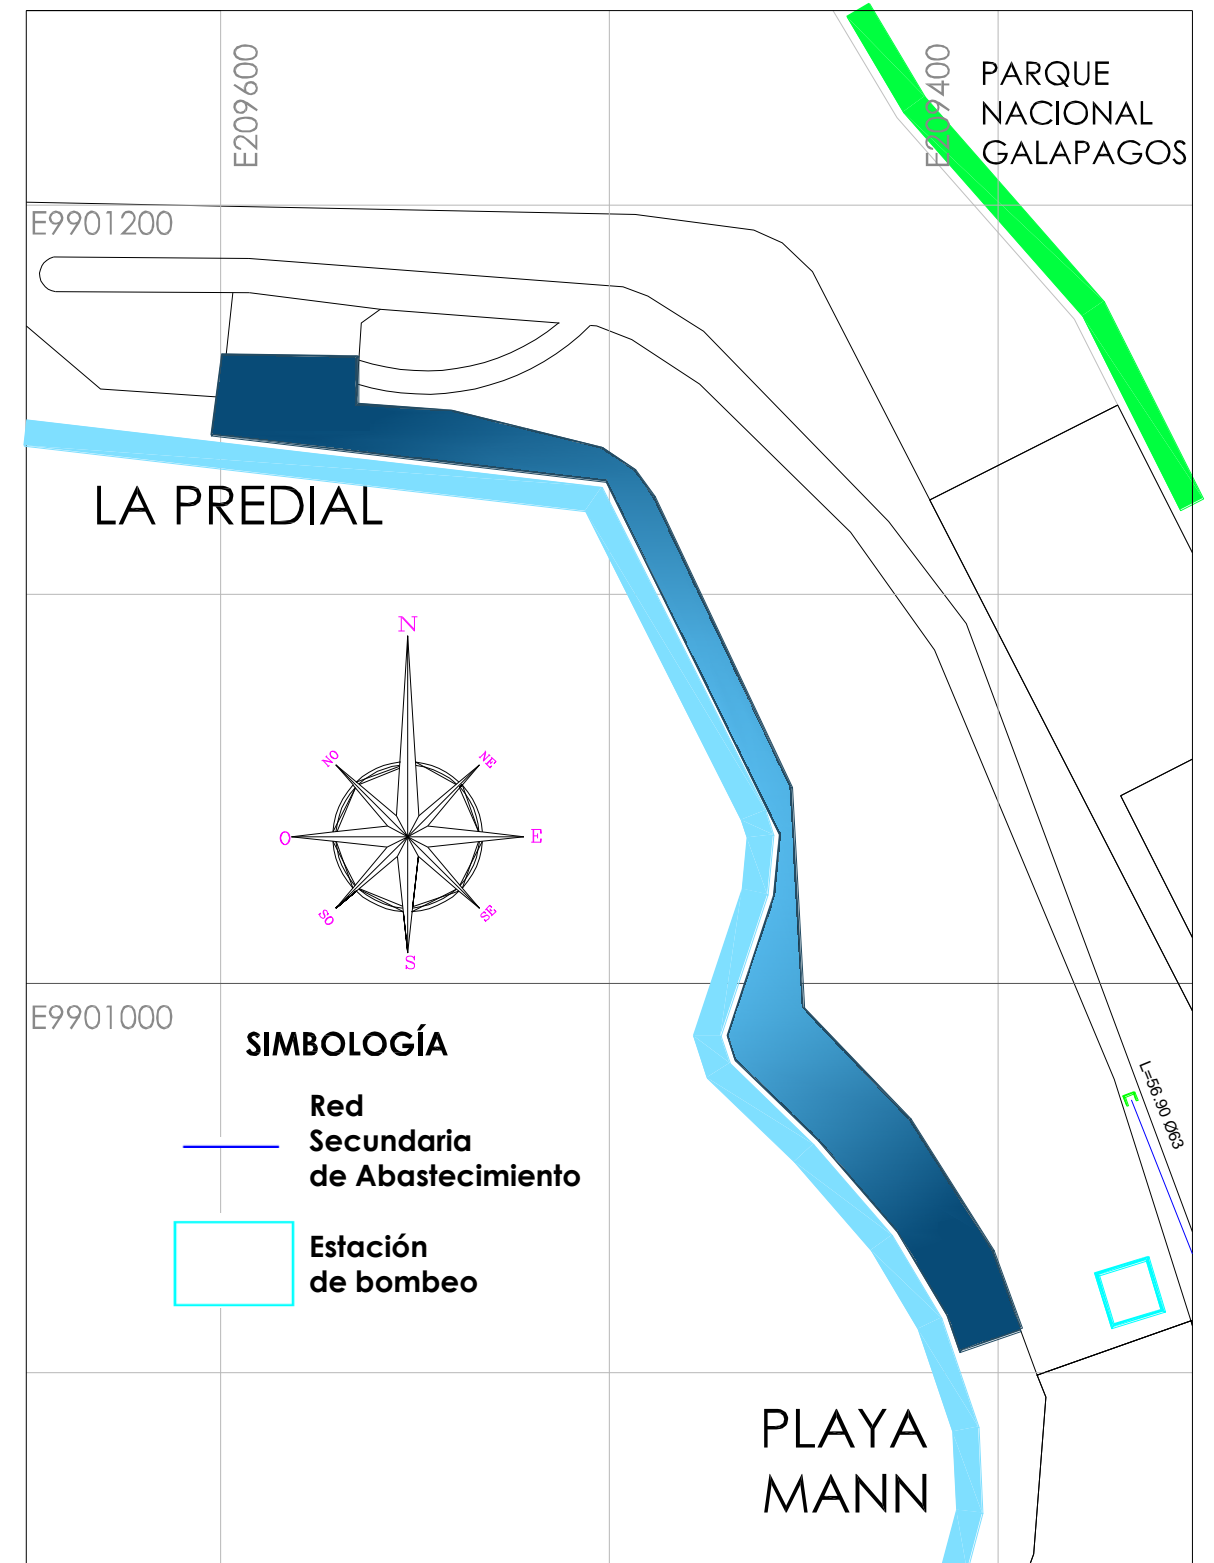 E209600
E209400
PARQUE
NACIONAL
GALAPAGOS
E9901200
LA PREDIAL
N
NO
NE
O
E
SO
SE
S
E9901000
SIMBOLOGÍA
Red
Secundaria
de Abastecimiento
Estación
de bombeo
L=56.90 Ø63
PLAYA
MANN